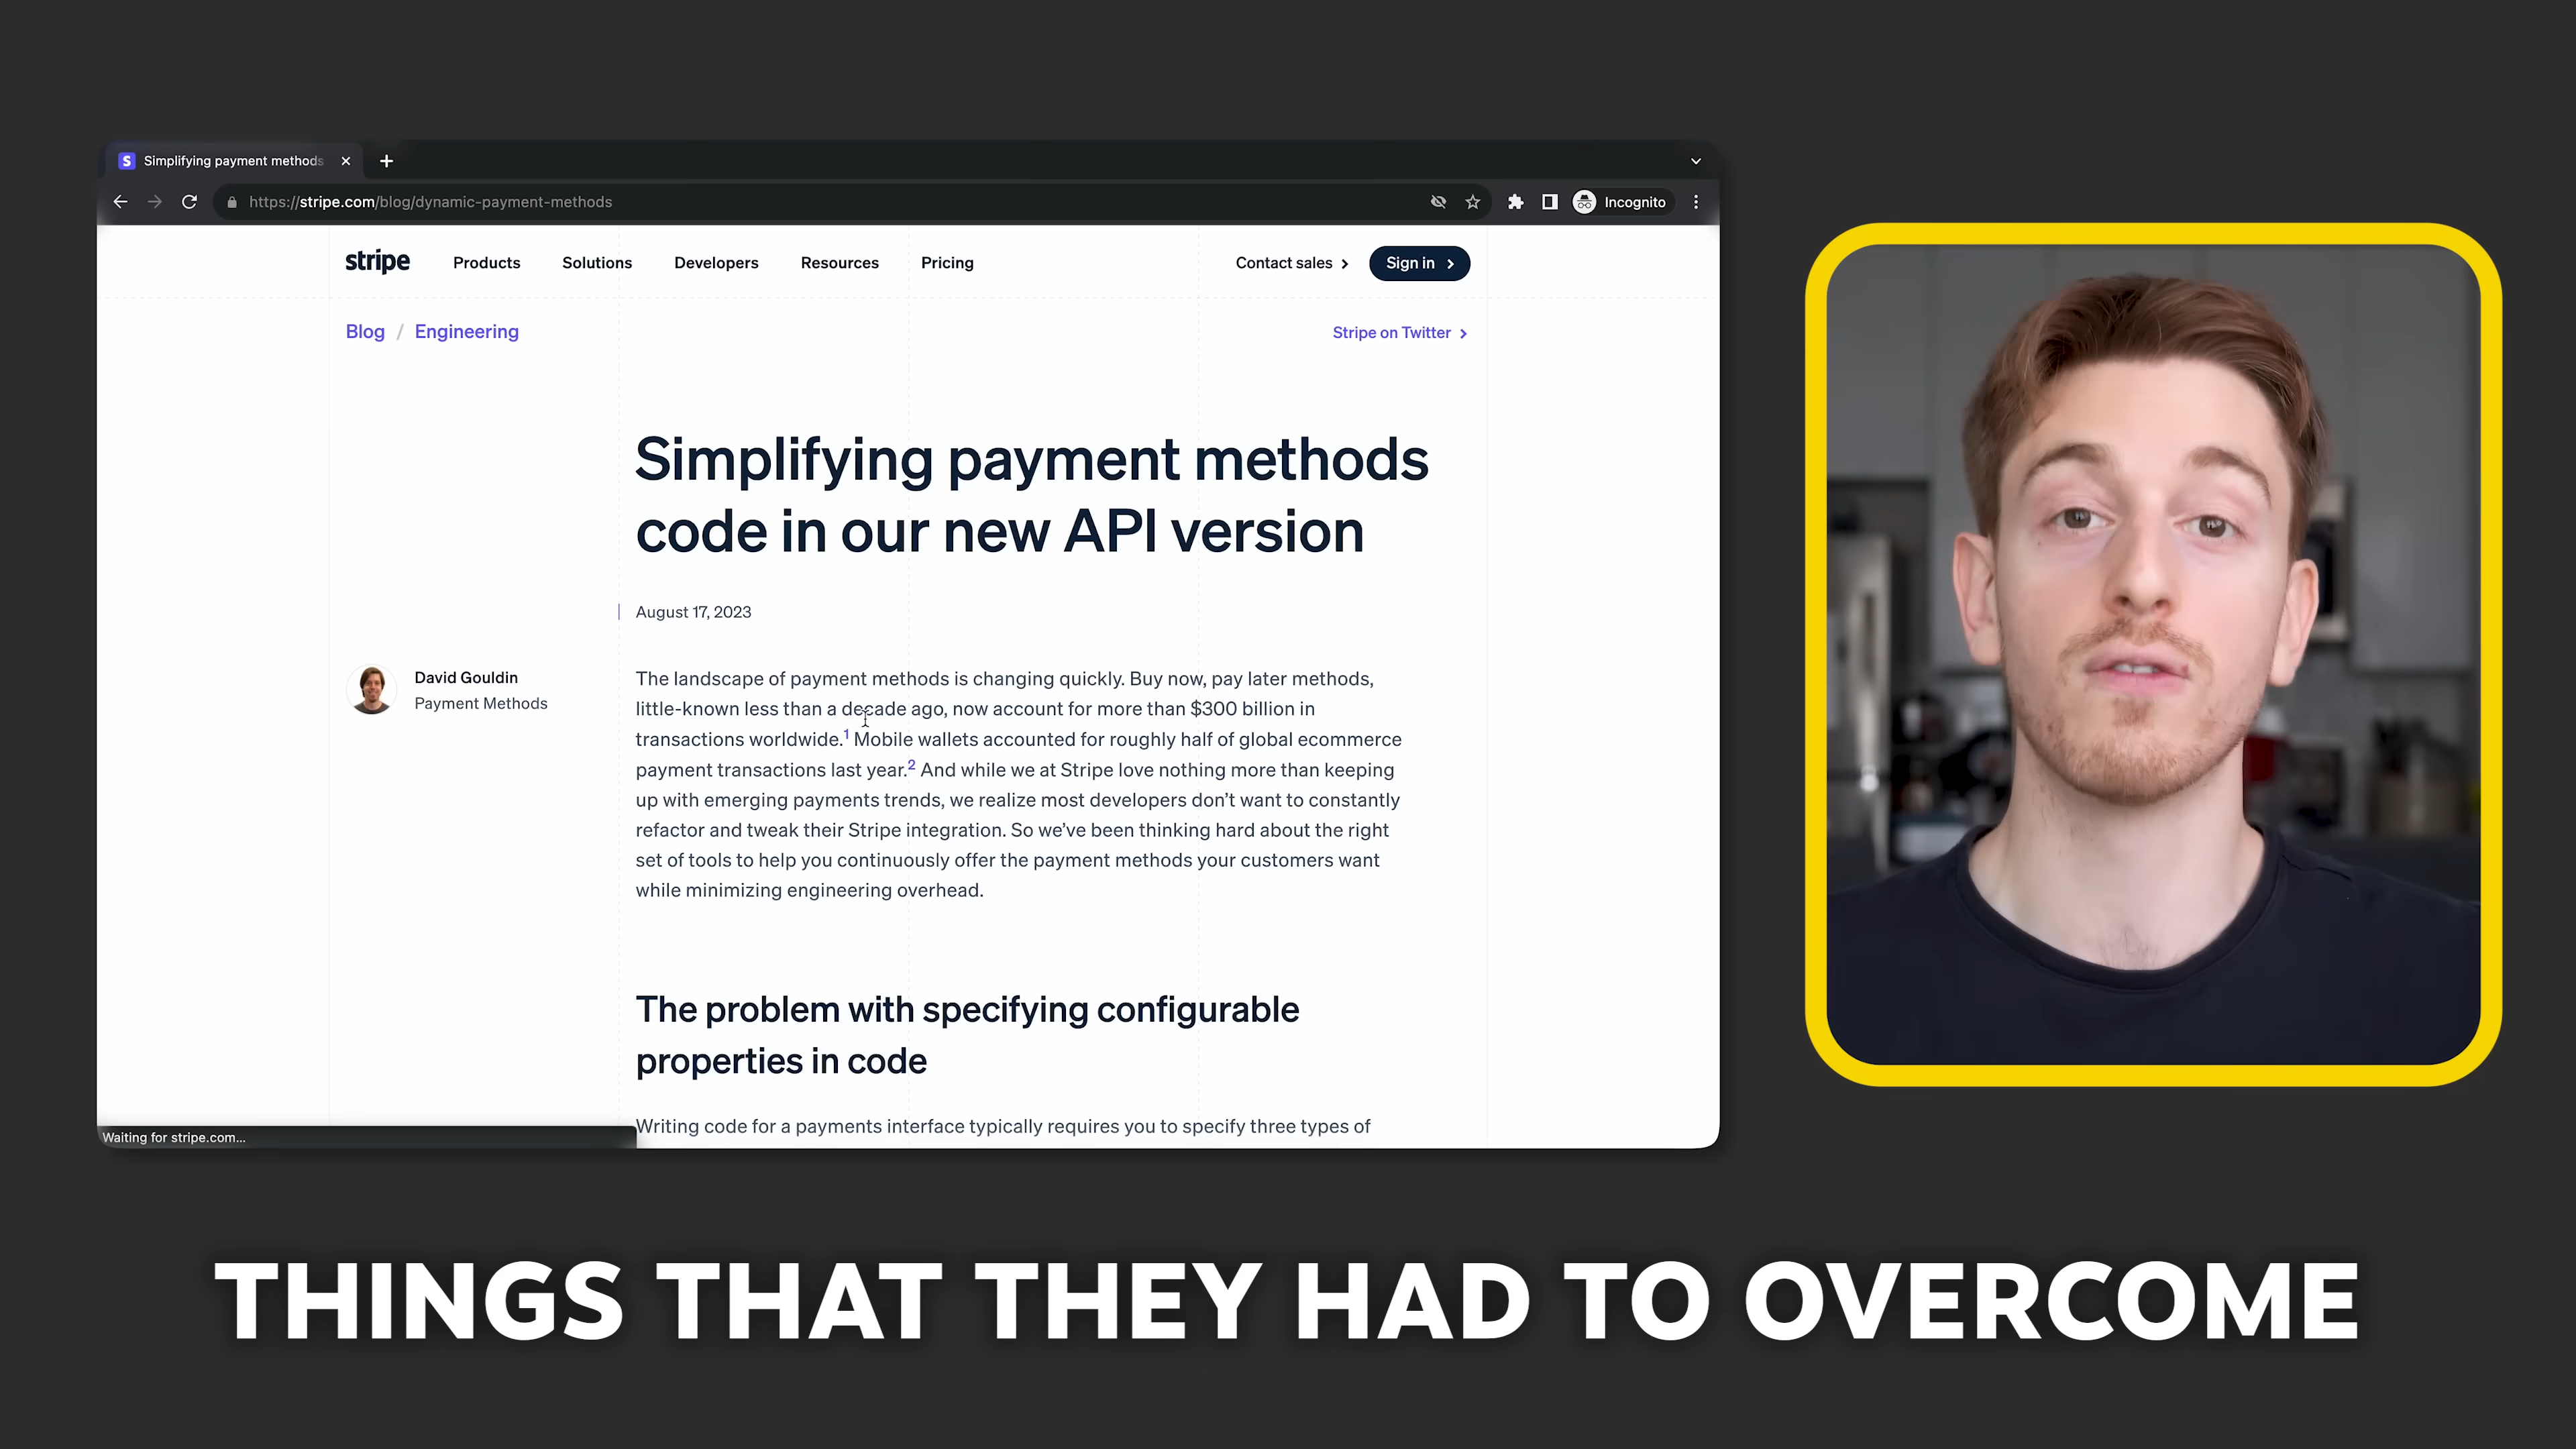 Simplifying payment methods
https://stripe.com/blog/dynamic-payment-methods
Incognito
stripe
Products
Solutions
Developers
Resources
Pricing
Contact sales
Sign in
Blog / Engineering
Stripe on Twitter
Simplifying payment methods
code in our new API version
August 17, 2023
David Gouldin
Payment Methods
The landscape of payment methods is changing quickly. Buy now, pay later methods,
little-known less than a decade ago, now account for more than $300 billion in
transactions worldwide.1 Mobile wallets accounted for roughly half of global ecommerce
payment transactions last year.2 And while we at Stripe love nothing more than keeping
up with emerging payments trends, we realize most developers don’t want to constantly
refactor and tweak their Stripe integration. So we’ve been thinking hard about the right
set of tools to help you continuously offer the payment methods your customers want
while minimizing engineering overhead.
The problem with specifying configurable
properties in code
Writing code for a payments interface typically requires you to specify three types of
Waiting for stripe.com...
THINGS THAT THEY HAD TO OVERCOME